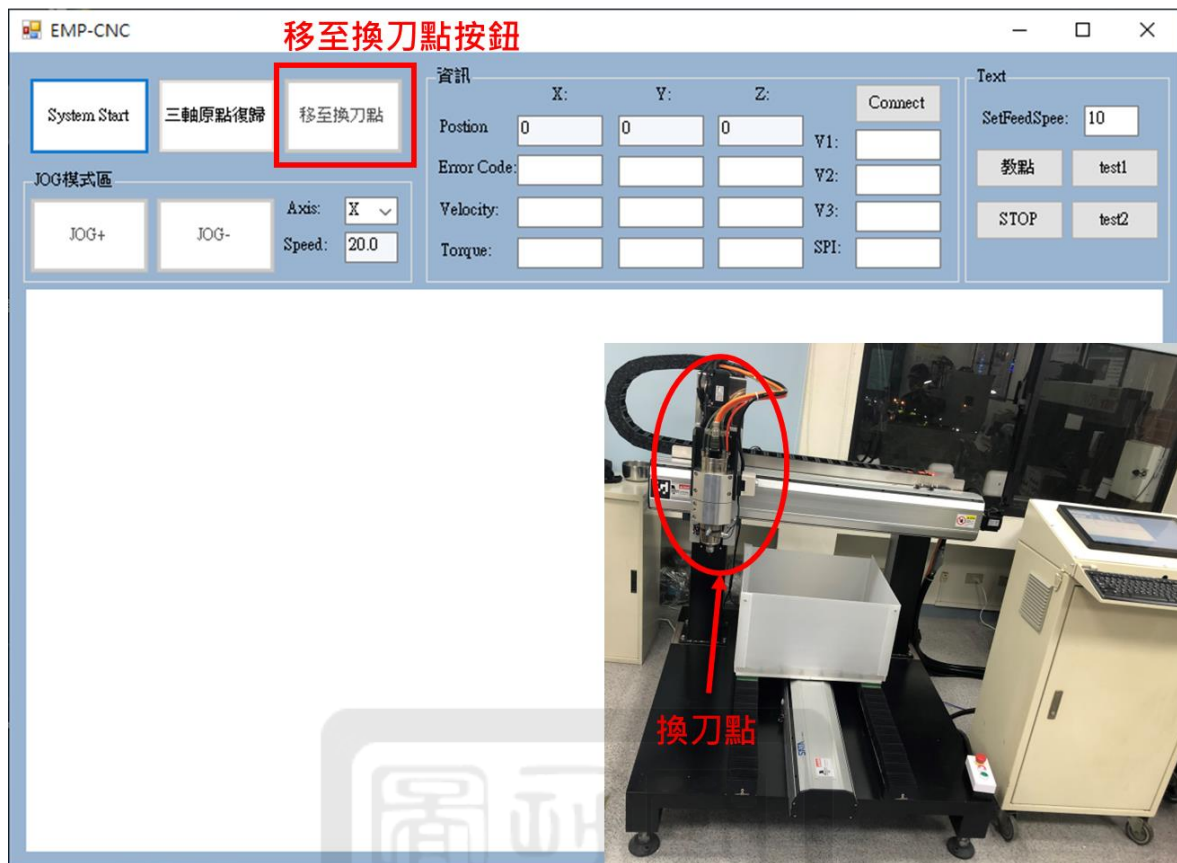 EMP-CNC
移至換刀點按鈕
System Start
三軸原點復歸
移至換刀點
JOG模式區
JOG+
JOG-
Axis: X
Speed: 20.0
資訊
X: Y: Z:
Connect
Postion 0 0 0
V1:
Error Code:
V2:
Velocity:
V3:
Torque:
SPI:
Text
SetFeedSpee: 10
教點 test1
STOP test2
換刀點